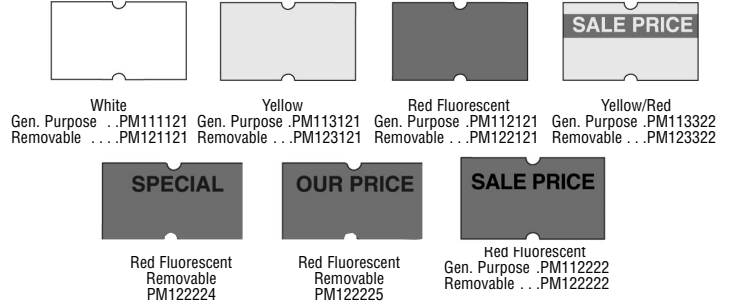 SALE PRICE
White
Gen. Purpose . .PM111121
Removable . . . .PM121121
Yellow
Gen. Purpose .PM113121
Removable . . .PM123121
Red Fluorescent
Gen. Purpose .PM112121
Removable . . .PM122121
Yellow/Red
Gen. Purpose .PM113322
Removable . . .PM123322
SPECIAL
Red Fluorescent
Removable
PM122224
OUR PRICE
Red Fluorescent
Removable
PM122225
SALE PRICE
Red Fluorescent
Gen. Purpose .PM112222
Removable . . .PM122222